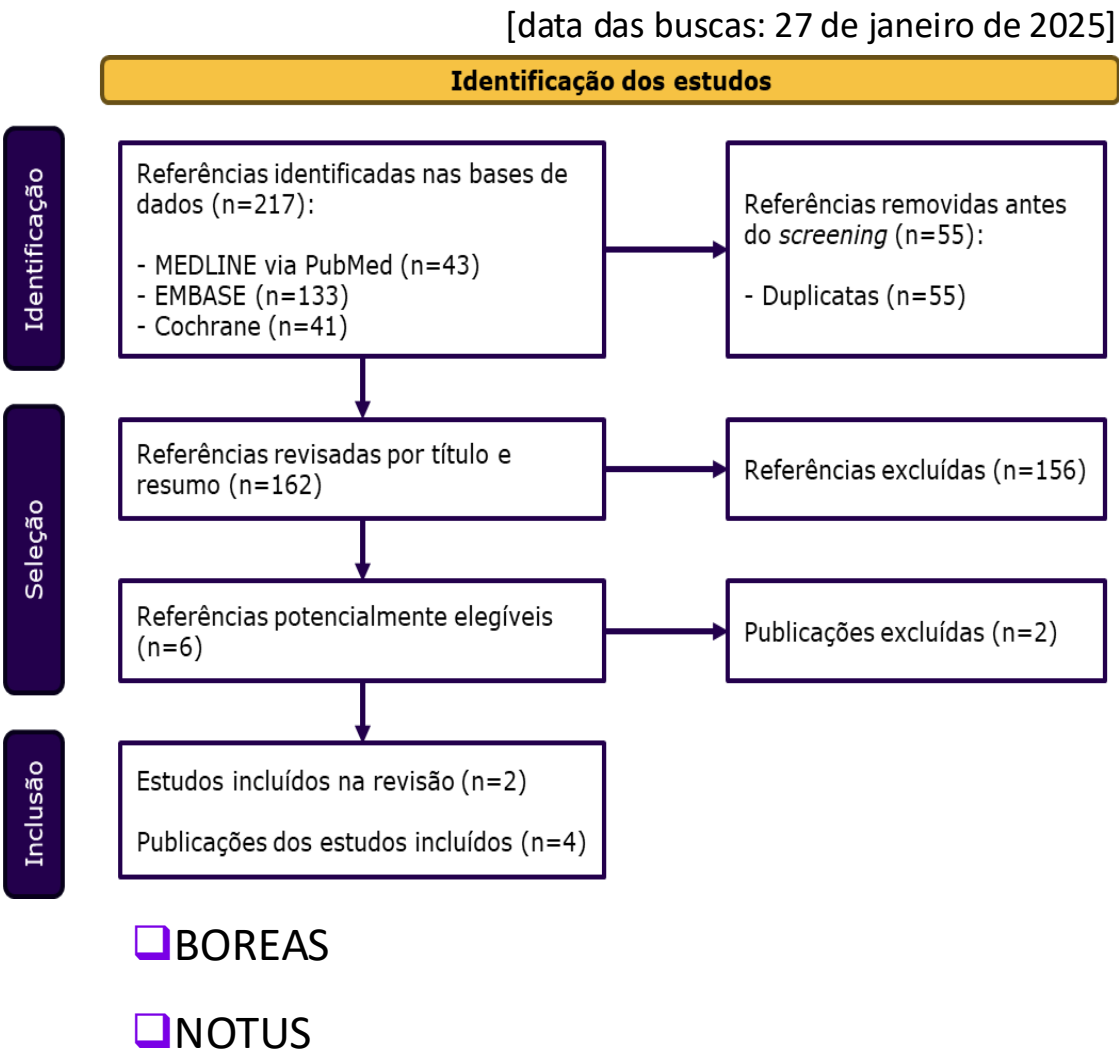 [data das buscas: 27 de janeiro de 2025]
Identificação dos estudos
Identificação
Referências identificadas nas bases de
dados (n=217):
- MEDLINE via PubMed (n=43)
- EMBASE (n=133)
- Cochrane (n=41)
Referências removidas antes
do screening (n=55):
- Duplicatas (n=55)
Seleção
Referências revisadas por título e
resumo (n=162)
Referências excluídas (n=156)
Referências potencialmente elegíveis
(n=6)
Publicações excluídas (n=2)
Inclusão
Estudos incluídos na revisão (n=2)
Publicações dos estudos incluídos (n=4)
❑BOREAS
❑NOTUS